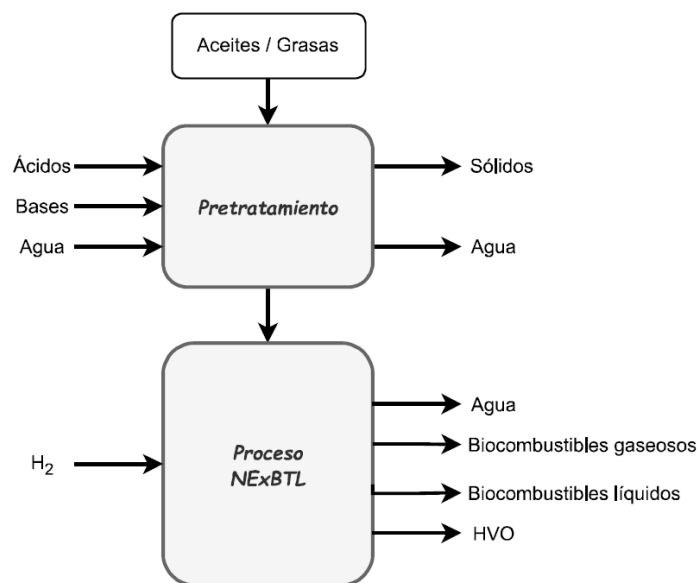 Aceites / Grasas
Ácidos
Bases
Agua
Pretratamiento
Sólidos
Agua
H₂
Proceso
NExBTL
Agua
Biocombustibles gaseosos
Biocombustibles líquidos
HVO